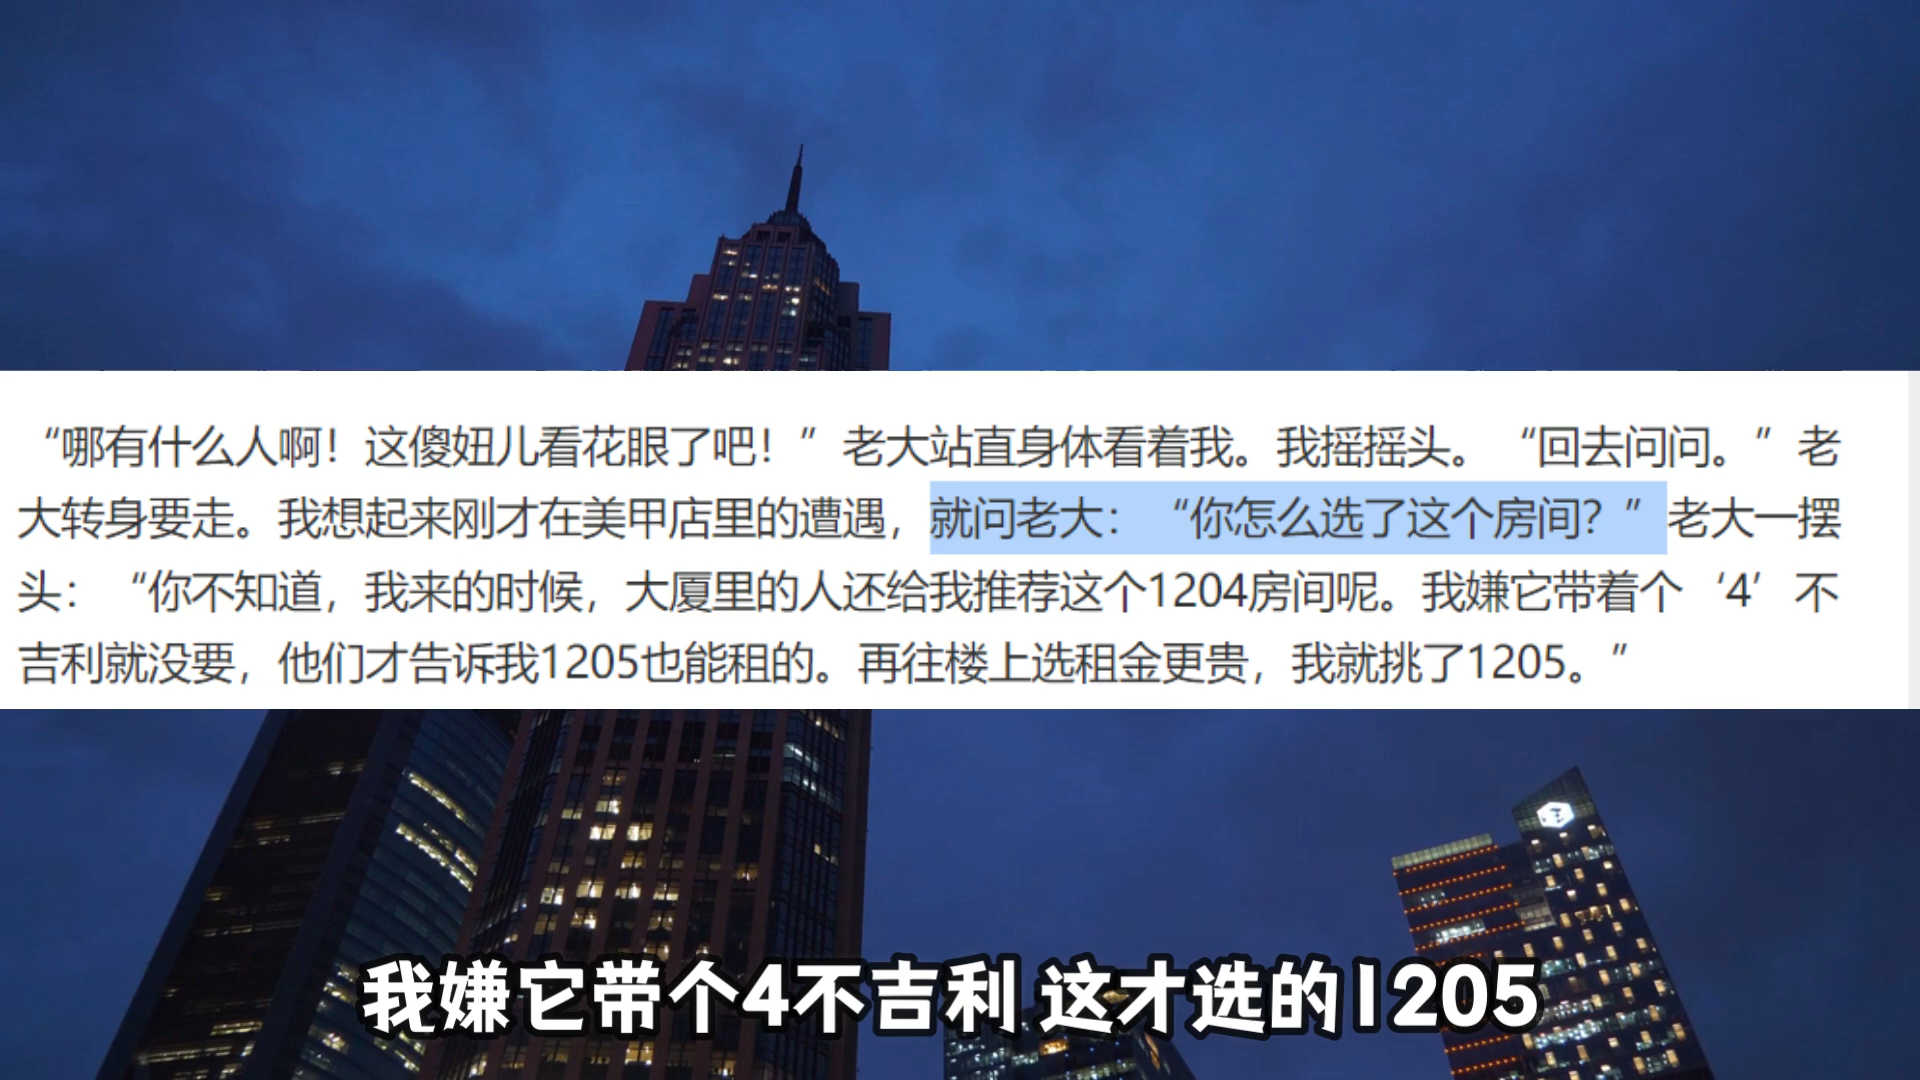 “哪有什么人啊！这傻妞儿看花眼了吧！”老大站直身体看着我。我摇摇头。“回去问问。”老
大转身要走。我想起来刚才在美甲店里的遭遇，就问老大：“你怎么选了这个房间？”老大一摆
头：“你不知道，我来的时候，大厦里的人还给我推荐这个1204房间呢。我嫌它带着个‘4’不
吉利就没要，他们才告诉我1205也能租的。再往楼上选租金更贵，我就挑了1205。”
我嫌它带个4不吉利 这才选的1205